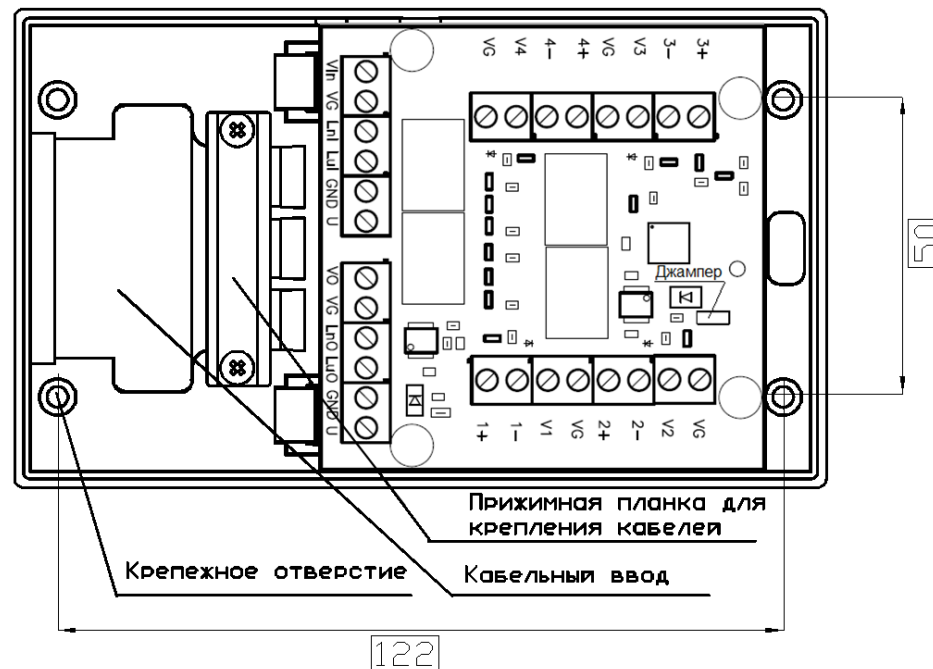 VG V4 4- 4+ VG V3 3- 3+
VIn
VG
LnI
LuI
GND
U
VO
VG
LnO
LuO
GND
U
Джампер
50
1+ 1- V1 VG 2+ 2- V2 VG
Прижимная планка для
крепления кабелей
Крепежное отверстие
Кабельный ввод
122